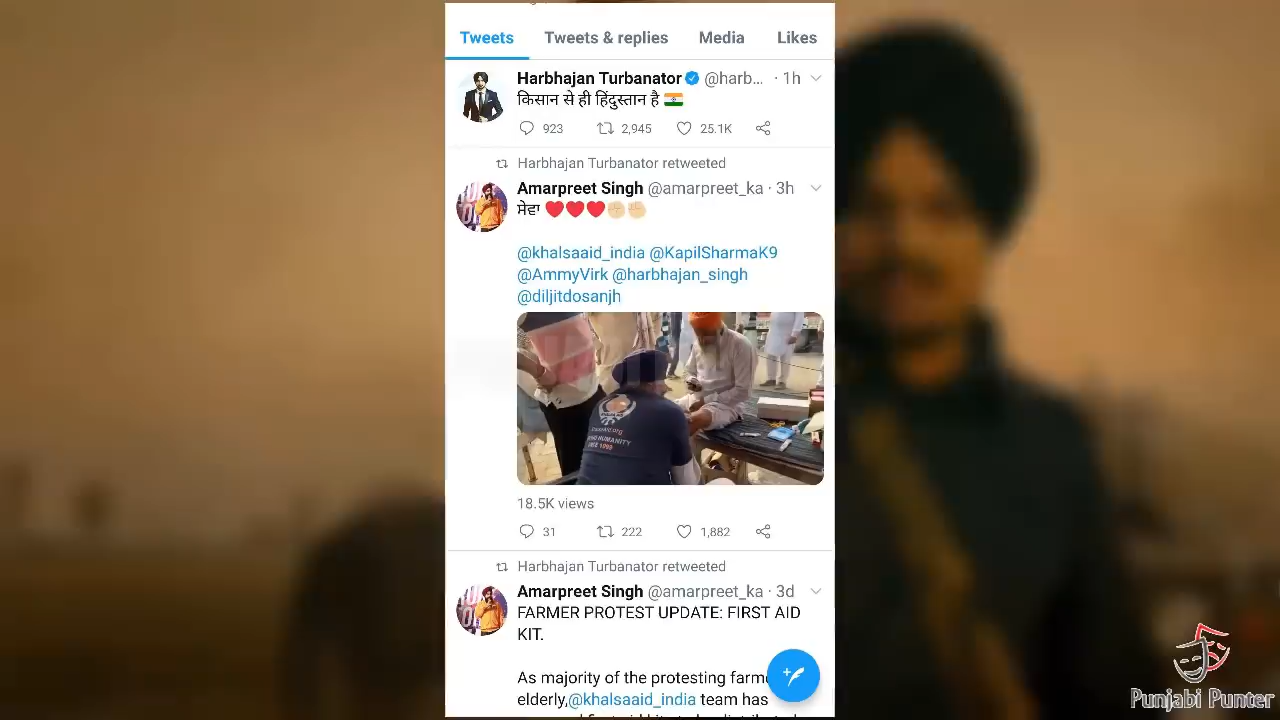 Tweets Tweets & replies Media Likes
Harbhajan Turbanator @harb... · 1h
किसान से ही हिंदुस्तान है
923 2,945 25.1K
Harbhajan Turbanator retweeted
Amarpreet Singh @amarpreet_ka · 3h
ਸੇਵਾ
@khalsaaid_india @KapilSharmaK9
@AmmyVirk @harbhajan_singh
@diljitdosanjh
SINCE 1999
18.5K views
31 222 1,882
Harbhajan Turbanator retweeted
Amarpreet Singh @amarpreet_ka · 3d
FARMER PROTEST UPDATE: FIRST AID
KIT.
As majority of the protesting
elderly,@khalsaaid_india team has
Punjabi Punter